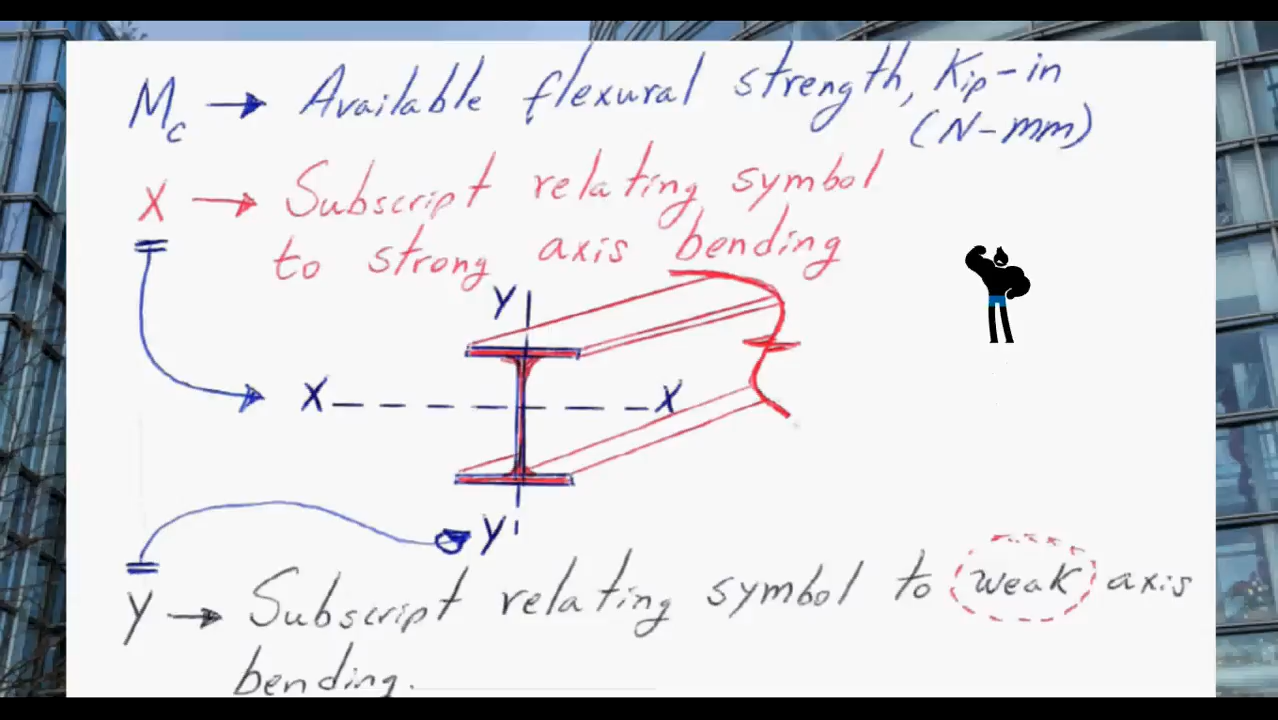 Mc → Available flexural strength, Kip-in
(N-mm)
X → Subscript relating symbol
to strong axis bending
Y
X X
Y
Y → Subscript relating symbol to weak axis
bending.